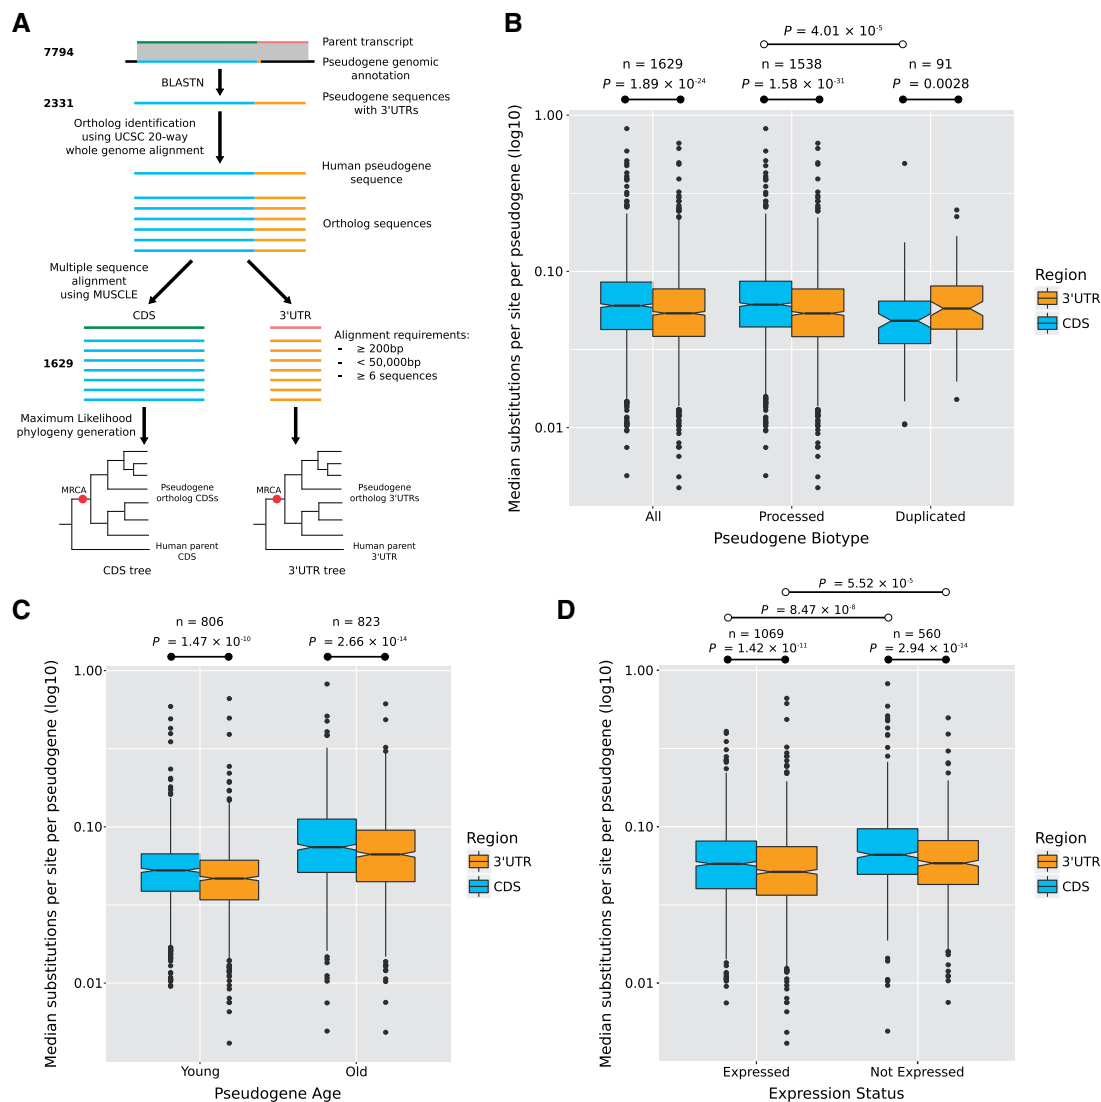 A
7794
Parent transcript
Pseudogene genomic
annotation
BLASTN
2331
Pseudogene sequences
with 3'UTRs
Ortholog identification
using UCSC 20-way
whole genome alignment
Human pseudogene
sequence
Ortholog sequences
Multiple sequence
alignment
using MUSCLE
CDS
3'UTR
Alignment requirements:
- ≥ 200bp
- < 50,000bp
- ≥ 6 sequences
1629
Maximum Likelihood
phylogeny generation
MRCA
Pseudogene
ortholog CDSs
Human parent
CDS
CDS tree
MRCA
Pseudogene
ortholog 3'UTRs
Human parent
3'UTR
3'UTR tree
B
P = 4.01 × 10-5
n = 1629
P = 1.89 × 10-24
n = 1538
P = 1.58 × 10-31
n = 91
P = 0.0028
Median substitutions per site per pseudogene (log10)
1.00
0.10
0.01
All
Processed
Duplicated
Pseudogene Biotype
Region
3'UTR
CDS
C
n = 806
P = 1.47 × 10-10
n = 823
P = 2.66 × 10-14
Median substitutions per site per pseudogene (log10)
1.00
0.10
0.01
Young
Old
Pseudogene Age
Region
3'UTR
CDS
D
P = 5.52 × 10-5
P = 8.47 × 10-8
n = 1069
P = 1.42 × 10-11
n = 560
P = 2.94 × 10-14
Median substitutions per site per pseudogene (log10)
1.00
0.10
0.01
Expressed
Not Expressed
Expression Status
Region
3'UTR
CDS